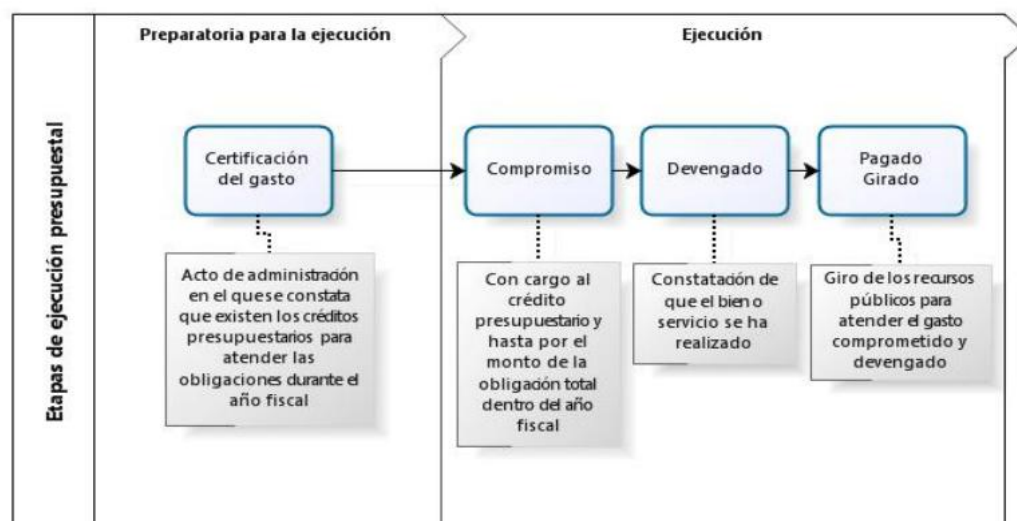 Etapas de ejecución presupuestal
Preparatoria para la ejecución
Ejecución
Certificación
del gasto
Compromiso
Devengado
Pagado
Girado
Acto de administración
en el que se constata
que existen los créditos
presupuestarios para
atender las
obligaciones durante el
año fiscal
Con cargo al
crédito
presupuestario y
hasta por el
monto de la
obligación total
dentro del año
fiscal
Constatación de
que el bien o
servicio se ha
realizado
Giro de los recursos
públicos para
atender el gasto
comprometido y
devengado